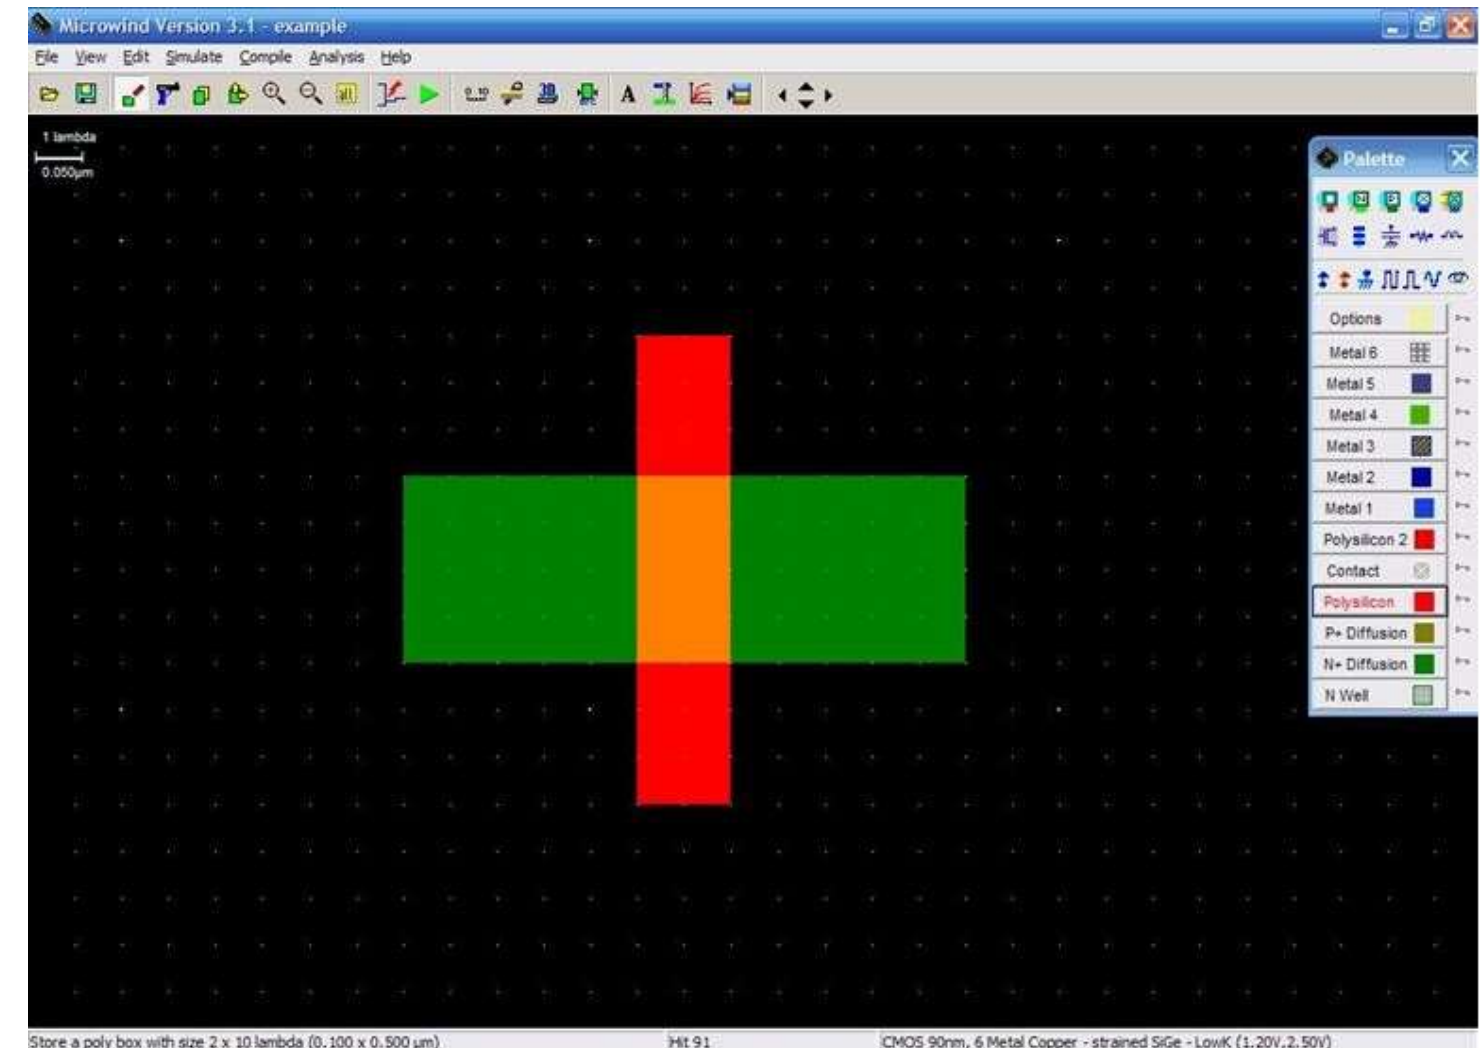 Microwind Version 3.1 - example
File View Edit Simulate Compile Analysis Help
A
1 lambda
0.050µm
Palette
Options
Metal 6
Metal 5
Metal 4
Metal 3
Metal 2
Metal 1
Polysilicon 2
Contact
Polysilicon
P+ Diffusion
N+ Diffusion
N Well
Store a poly box with size 2 x 10 lambda (0.100 x 0.500 µm) Hit 91 CMOS 90nm, 6 Metal Copper - strained SiGe - LowK (1.20V,2.50V)